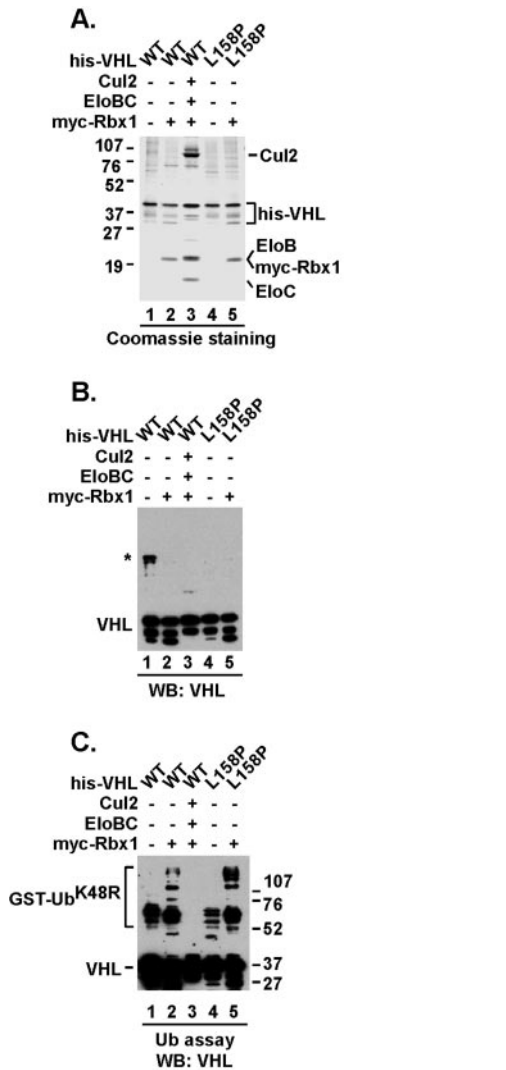 A.
his-VHL WT WT WT L158P L158P
Cul2 - - + - -
EloBC - - + - -
myc-Rbx1 - + + - +
107
76
52
37
27
19
Cul2
his-VHL
EloB
myc-Rbx1
EloC
1 2 3 4 5
Coomassie staining
B.
his-VHL WT WT WT L158P L158P
Cul2 - - + - -
EloBC - - + - -
myc-Rbx1 - + + - +
*
VHL
1 2 3 4 5
WB: VHL
C.
his-VHL WT WT WT L158P L158P
Cul2 - - + - -
EloBC - - + - -
myc-Rbx1 - + + - +
GST-UbK48R
107
76
52
VHL
37
27
1 2 3 4 5
Ub assay
WB: VHL